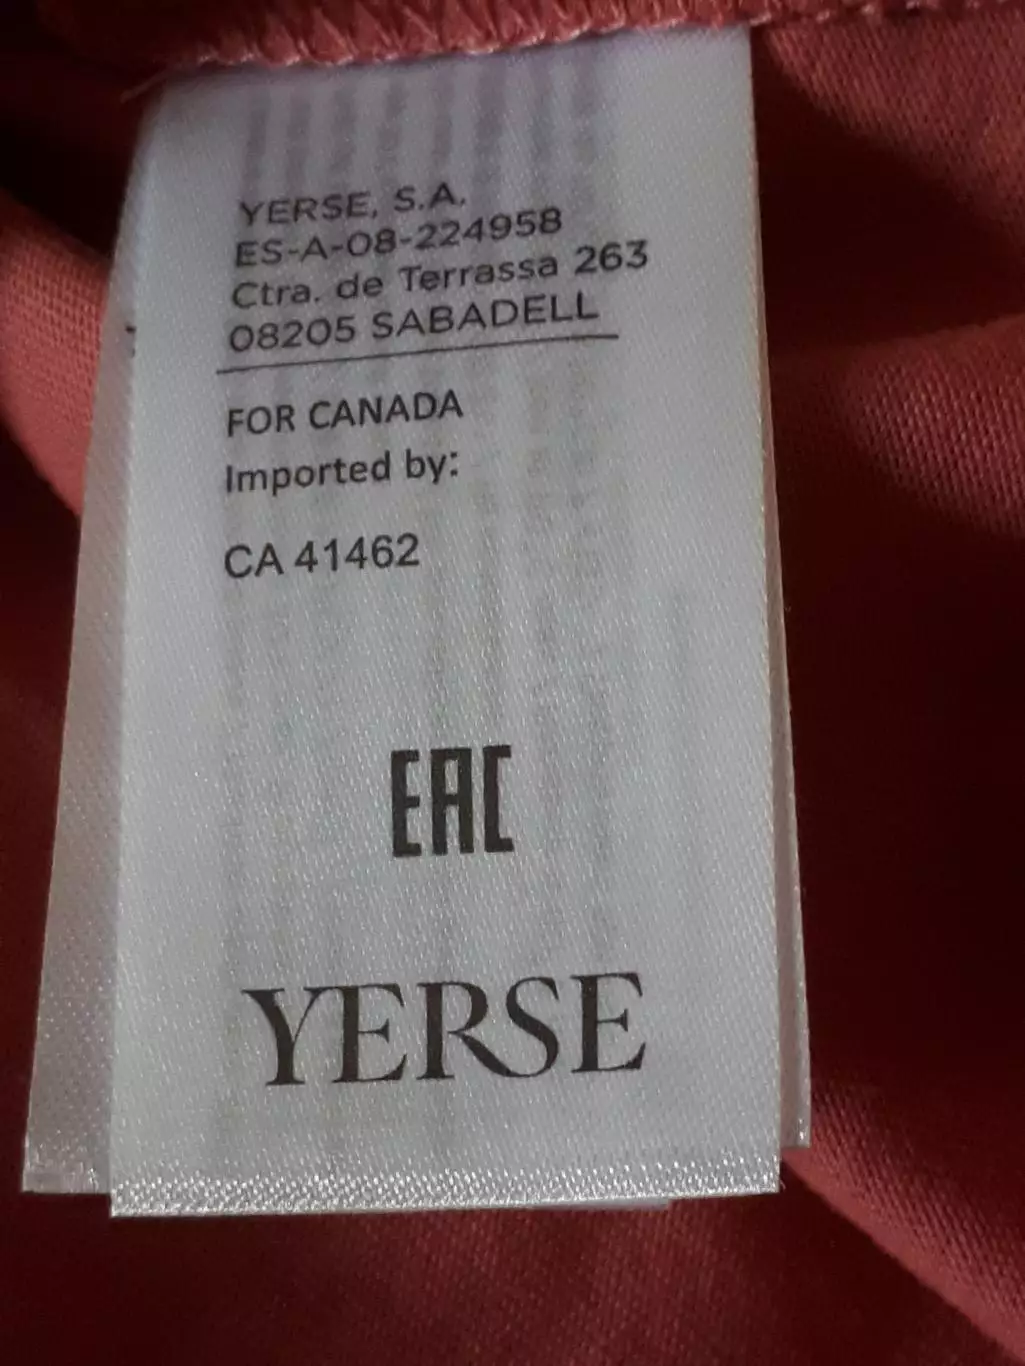 YERSE, S.A.
ES-A-08-224958
Ctra. de Terrassa 263
08205 SABADELL
FOR CANADA
Imported by:
CA 41462
EAC
YERSE